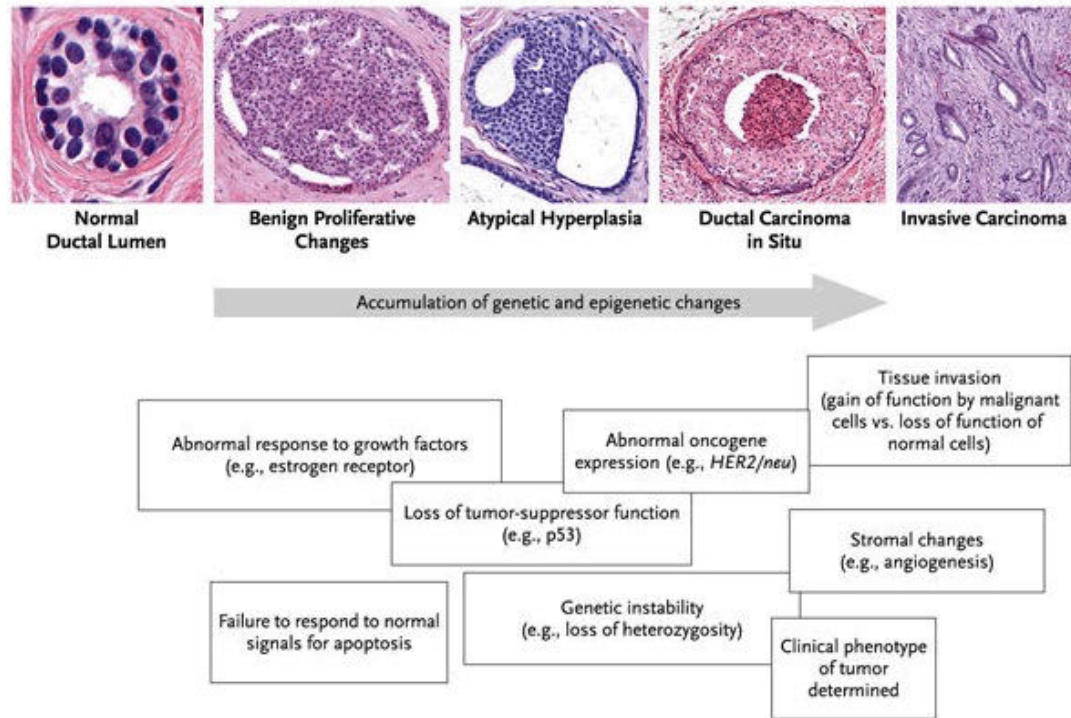 Normal
Ductal Lumen
Benign Proliferative
Changes
Atypical Hyperplasia
Ductal Carcinoma
in Situ
Invasive Carcinoma
Accumulation of genetic and epigenetic changes
Tissue invasion
(gain of function by malignant
cells vs. loss of function of
normal cells)
Abnormal response to growth factors
(e.g., estrogen receptor)
Abnormal oncogene
expression (e.g., HER2/neu)
Loss of tumor-suppressor function
(e.g., p53)
Stromal changes
(e.g., angiogenesis)
Failure to respond to normal
signals for apoptosis
Genetic instability
(e.g., loss of heterozygosity)
Clinical phenotype
of tumor
determined